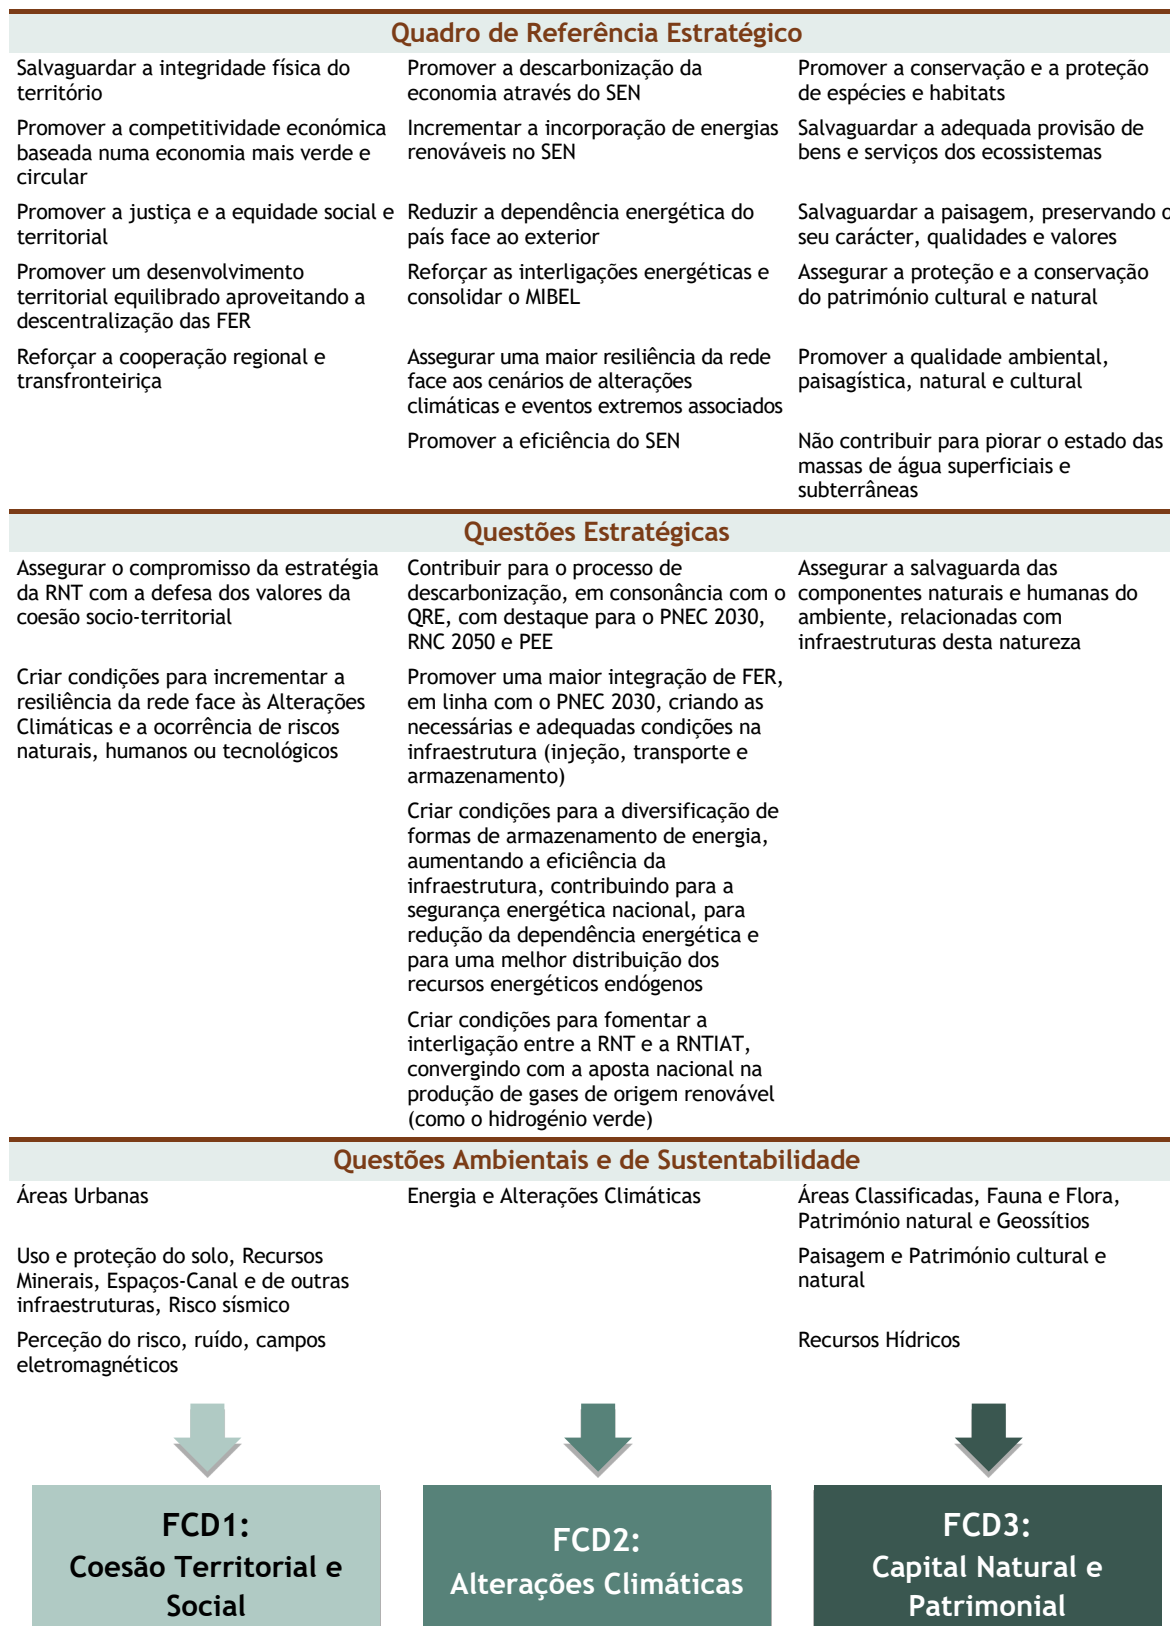 Quadro de Referência Estratégico
Salvaguardar a integridade física do
território
Promover a descarbonização da
economia através do SEN
Promover a conservação e a proteção
de espécies e habitats
Promover a competitividade económica
baseada numa economia mais verde e
circular
Incrementar a incorporação de energias
renováveis no SEN
Salvaguardar a adequada provisão de
bens e serviços dos ecossistemas
Promover a justiça e a equidade social e
territorial
Reduzir a dependência energética do
país face ao exterior
Salvaguardar a paisagem, preservando o
seu carácter, qualidades e valores
Promover um desenvolvimento
territorial equilibrado aproveitando a
descentralização das FER
Reforçar as interligações energéticas e
consolidar o MIBEL
Assegurar a proteção e a conservação
do património cultural e natural
Reforçar a cooperação regional e
transfronteiriça
Assegurar uma maior resiliência da rede
face aos cenários de alterações
climáticas e eventos extremos associados
Promover a qualidade ambiental,
paisagística, natural e cultural
Promover a eficiência do SEN
Não contribuir para piorar o estado das
massas de água superficiais e
subterrâneas
Questões Estratégicas
Assegurar o compromisso da estratégia
da RNT com a defesa dos valores da
coesão socio-territorial
Contribuir para o processo de
descarbonização, em consonância com o
QRE, com destaque para o PNEC 2030,
RNC 2050 e PEE
Assegurar a salvaguarda das
componentes naturais e humanas do
ambiente, relacionadas com
infraestruturas desta natureza
Criar condições para incrementar a
resiliência da rede face às Alterações
Climáticas e a ocorrência de riscos
naturais, humanos ou tecnológicos
Promover uma maior integração de FER,
em linha com o PNEC 2030, criando as
necessárias e adequadas condições na
infraestrutura (injeção, transporte e
armazenamento)
Criar condições para a diversificação de
formas de armazenamento de energia,
aumentando a eficiência da
infraestrutura, contribuindo para a
segurança energética nacional, para
redução da dependência energética e
para uma melhor distribuição dos
recursos energéticos endógenos
Criar condições para fomentar a
interligação entre a RNT e a RNTIAT,
convergindo com a aposta nacional na
produção de gases de origem renovável
(como o hidrogénio verde)
Questões Ambientais e de Sustentabilidade
Áreas Urbanas
Energia e Alterações Climáticas
Áreas Classificadas, Fauna e Flora,
Património natural e Geossítios
Uso e proteção do solo, Recursos
Minerais, Espaços-Canal e de outras
infraestruturas, Risco sísmico
Paisagem e Património cultural e
natural
Perceção do risco, ruído, campos
eletromagnéticos
Recursos Hídricos
FCD1:
Coesão Territorial e
Social
FCD2:
Alterações Climáticas
FCD3:
Capital Natural e
Patrimonial